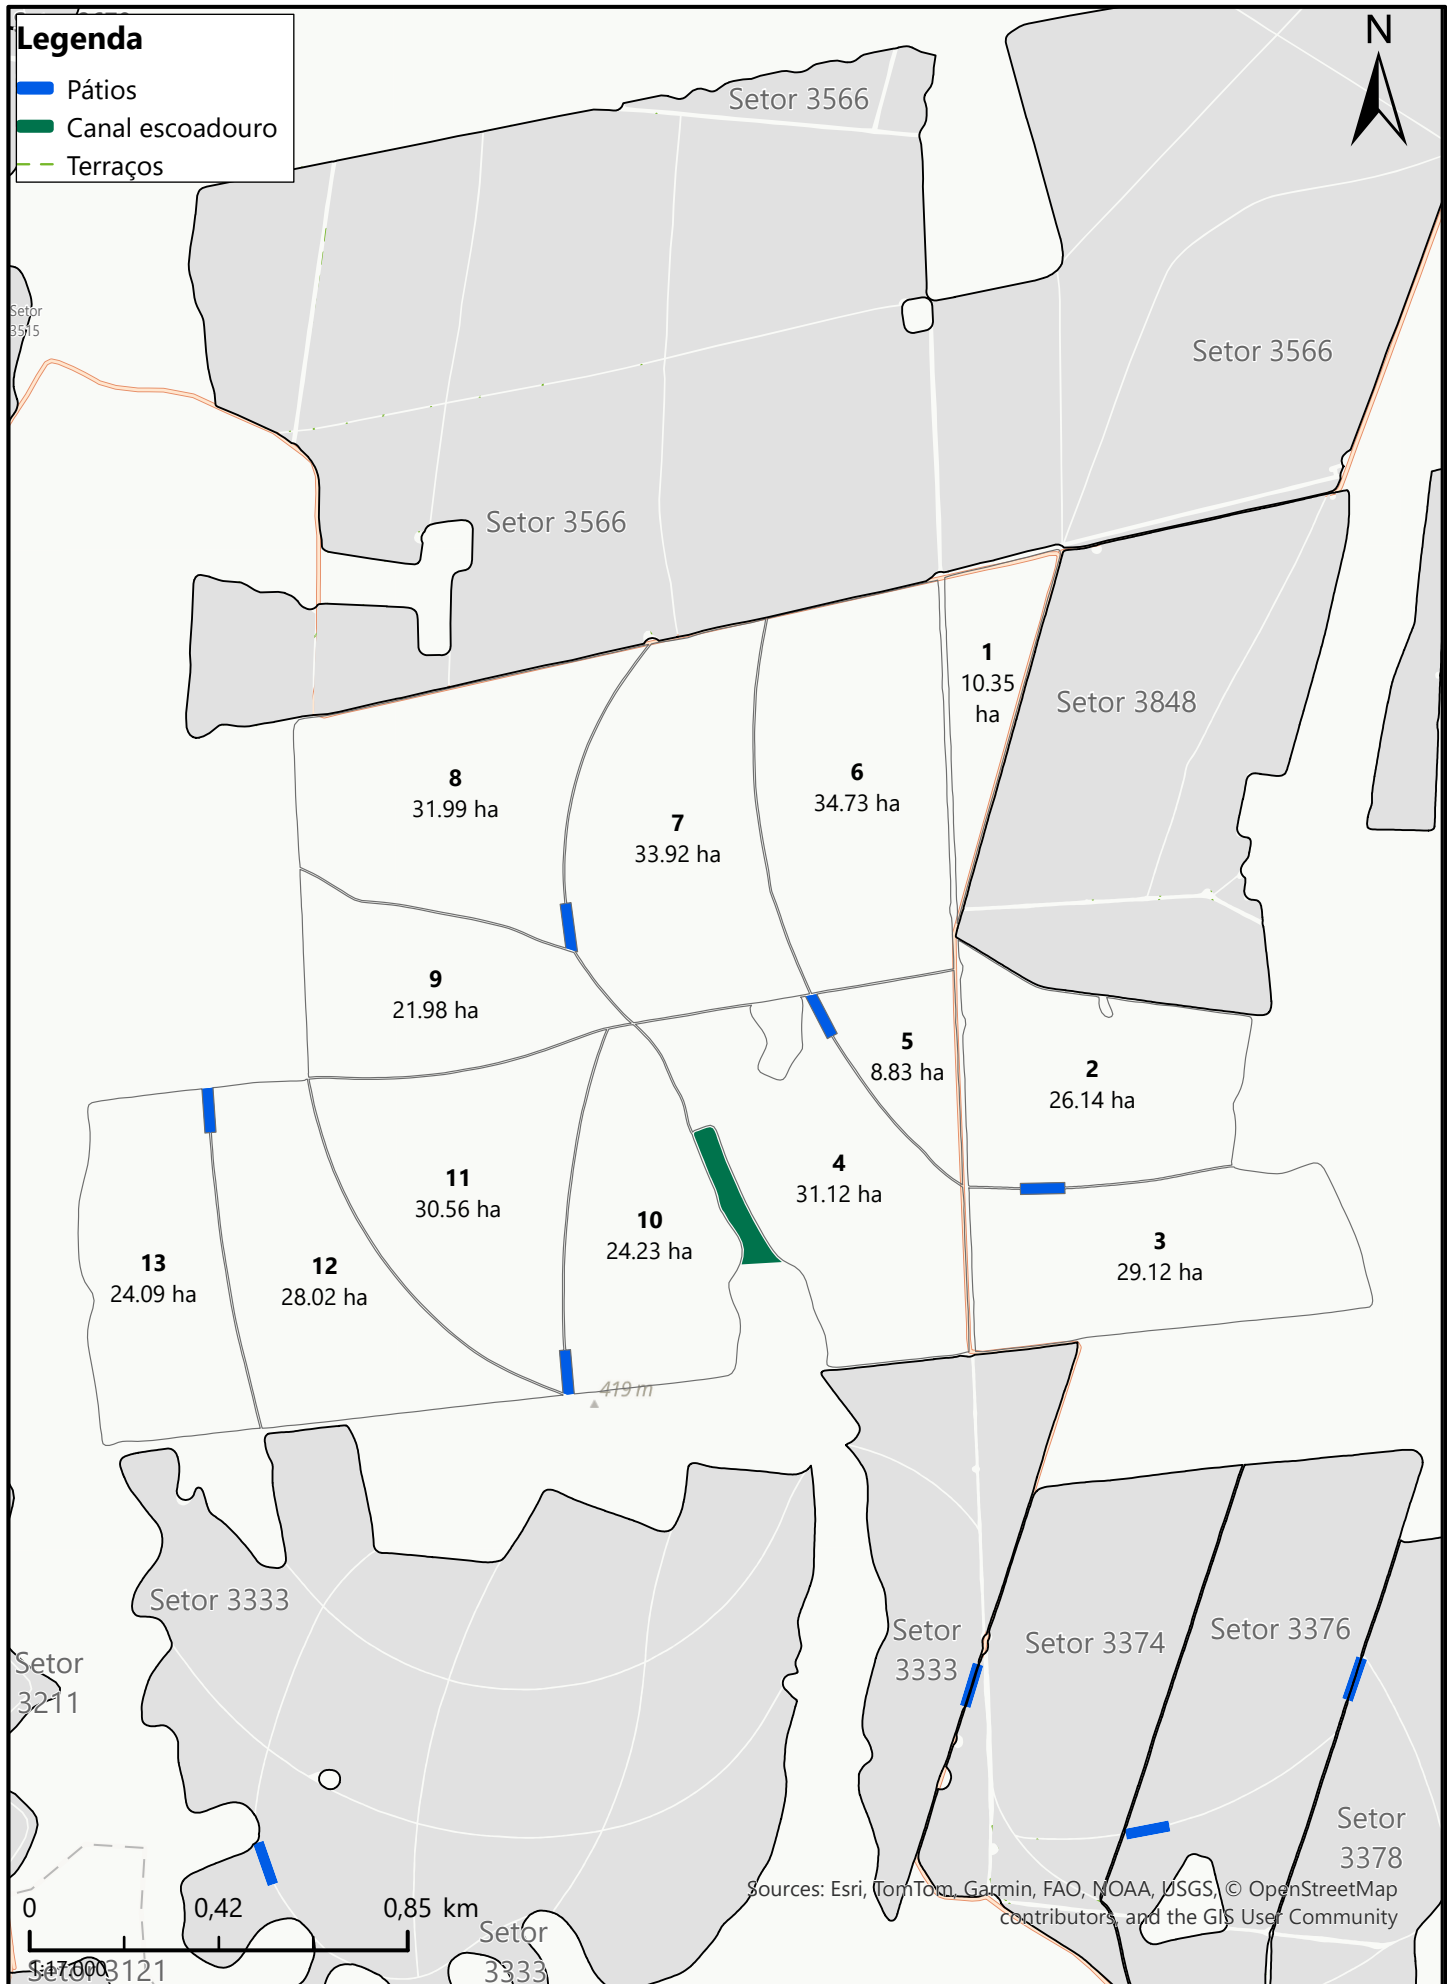 Legenda
Pátios
Canal escoadouro
Terraços
N
Setor 3566
Setor
3515
Setor 3566
Setor 3566
1
10.35
ha
Setor 3848
8
31.99 ha
7
33.92 ha
6
34.73 ha
9
21.98 ha
5
8.83 ha
2
26.14 ha
4
31.12 ha
11
30.56 ha
10
24.23 ha
3
29.12 ha
13
24.09 ha
12
28.02 ha
419 m
Setor 3333
Setor
3333
Setor 3374
Setor 3376
Setor
3211
Setor
3378
0 0,42 0,85 km
Sources: Esri, TomTom, Garmin, FAO, NOAA, USGS, © OpenStreetMap
contributors, and the GIS User Community
Setor
3333
1:17.000
Setor 3121